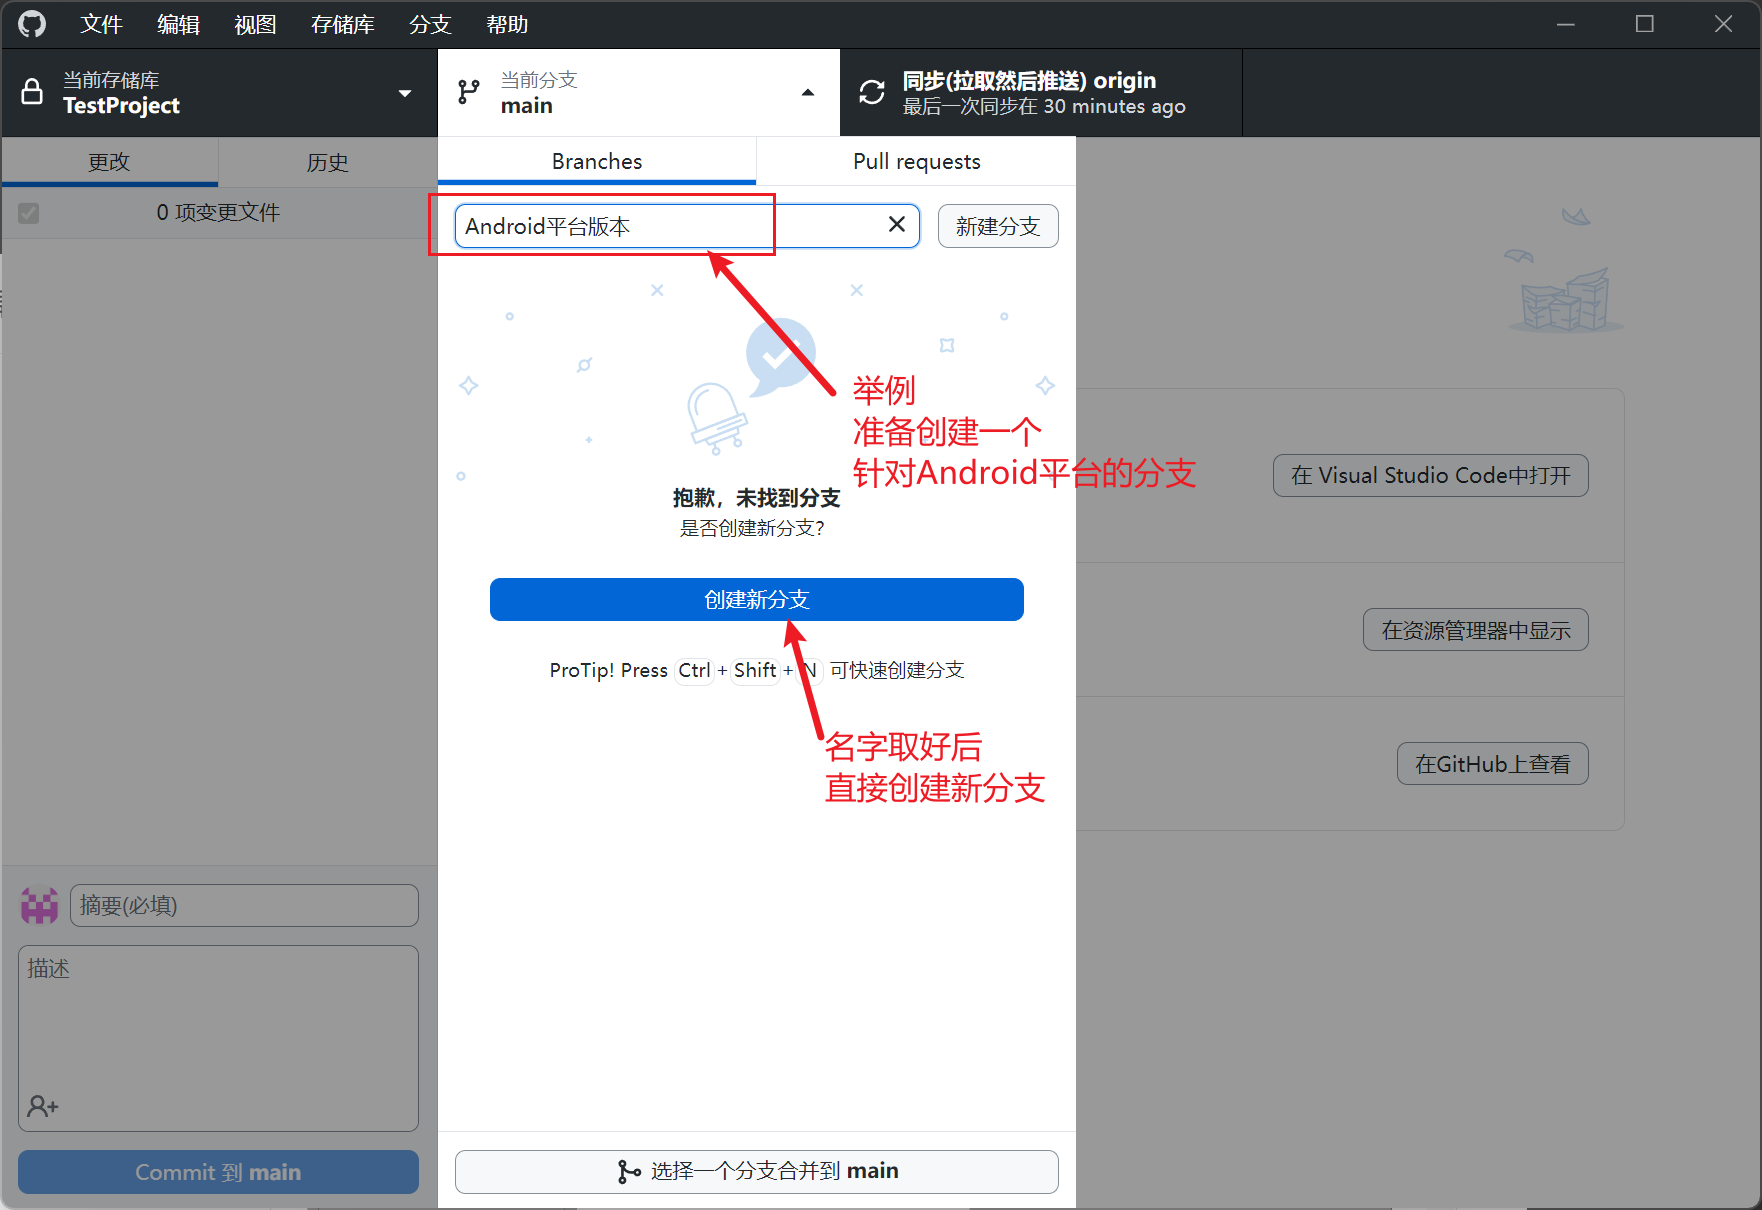 文件 编辑 视图 存储库 分支 帮助
当前存储库
TestProject
当前分支
main
同步(拉取然后推送) origin
最后一次同步在 30 minutes ago
更改 历史
0 项变更文件
Branches Pull requests
Android平台版本
新建分支
举例
准备创建一个
针对Android平台的分支
抱歉，未找到分支
是否创建新分支?
创建新分支
ProTip! Press Ctrl + Shift + N 可快速创建分支
名字取好后
直接创建新分支
在 Visual Studio Code中打开
在资源管理器中显示
在GitHub上查看
摘要(必填)
描述
Commit 到 main
选择一个分支合并到 main